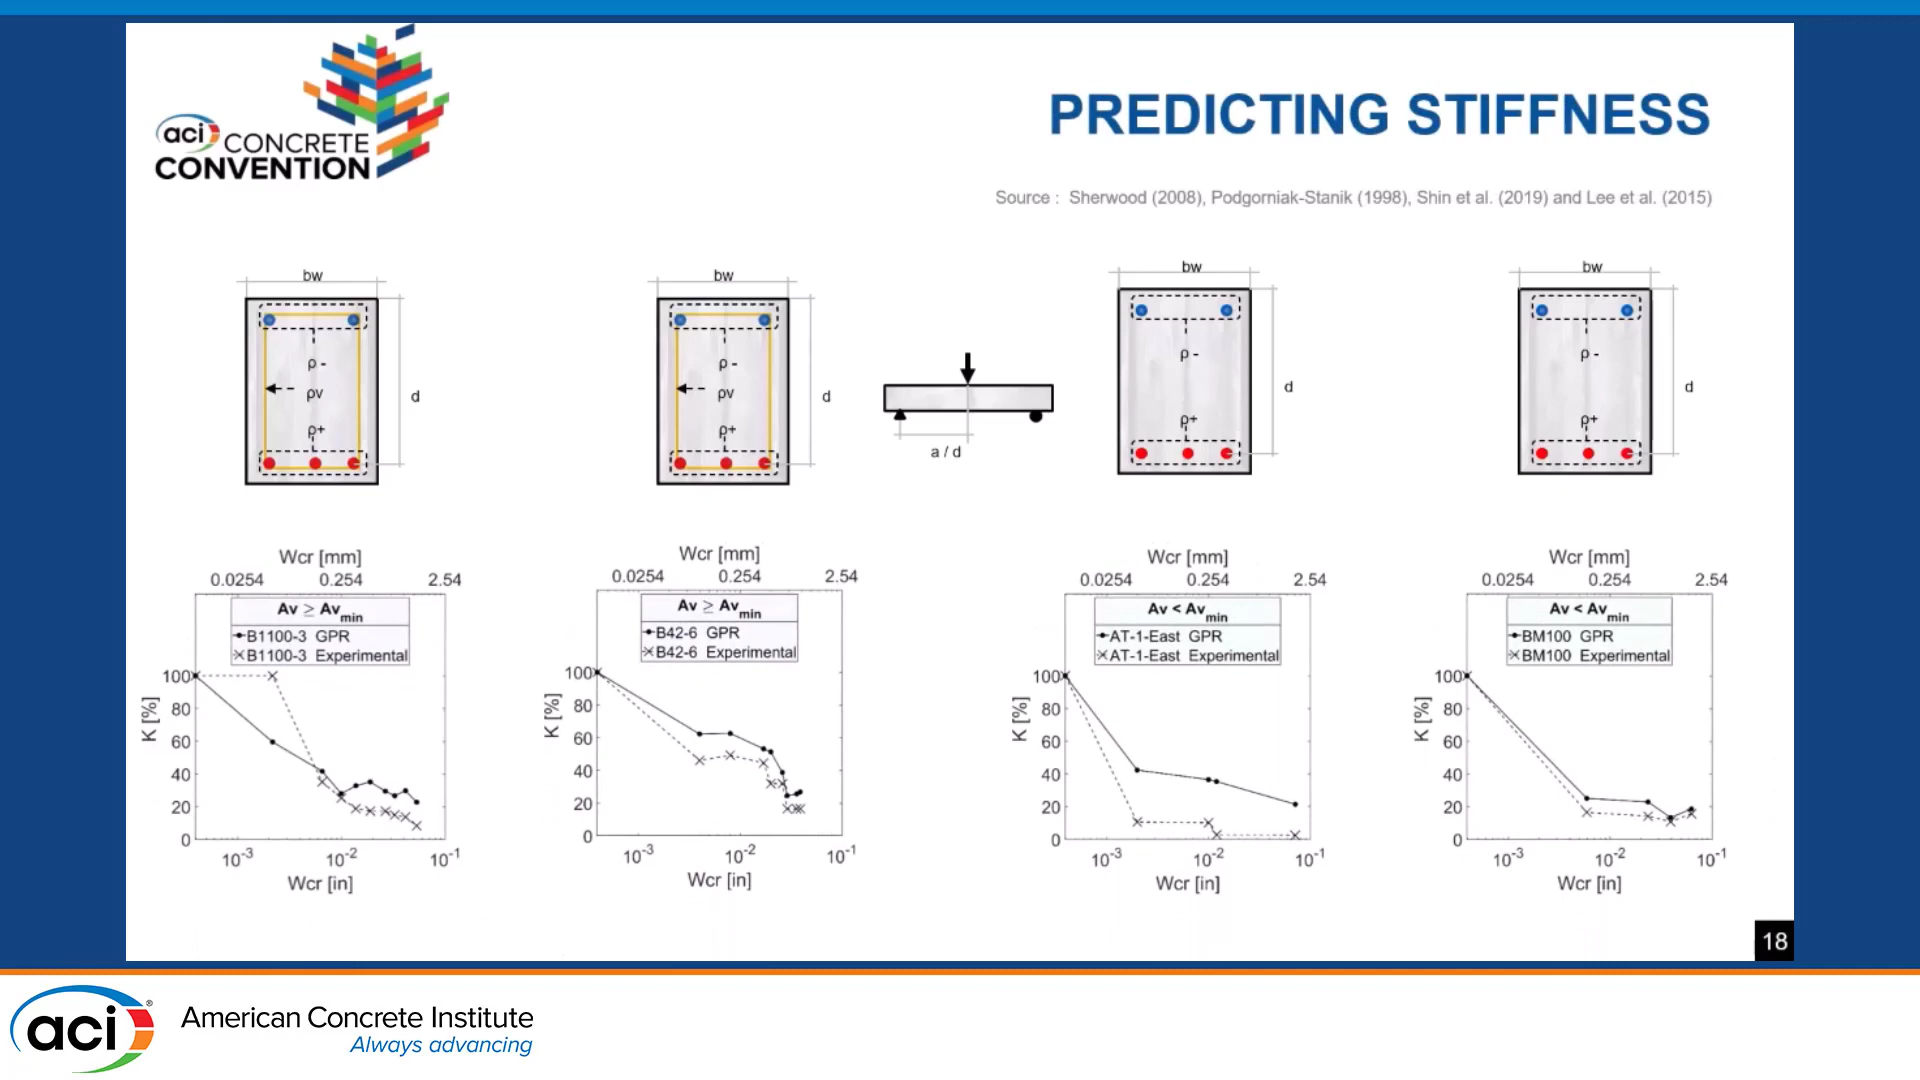 aci CONCRETE
CONVENTION
PREDICTING STIFFNESS
Source : Sherwood (2008), Podgorniak-Stanik (1998), Shin et al. (2019) and Lee et al. (2015)
bw
ρ -
ρv
ρ+
d
bw
ρ -
ρv
ρ+
d
a / d
bw
ρ -
ρ+
d
bw
ρ -
ρ+
d
Wcr [mm]
0.0254 0.254 2.54
Av ≥ Avmin
B1100-3 GPR
B1100-3 Experimental
100
80
60
40
20
0
K [%]
10-3 10-2 10-1
Wcr [in]
Wcr [mm]
0.0254 0.254 2.54
Av ≥ Avmin
B42-6 GPR
B42-6 Experimental
100
80
60
40
20
0
K [%]
10-3 10-2 10-1
Wcr [in]
Wcr [mm]
0.0254 0.254 2.54
Av < Avmin
AT-1-East GPR
AT-1-East Experimental
100
80
60
40
20
0
K [%]
10-3 10-2 10-1
Wcr [in]
Wcr [mm]
0.0254 0.254 2.54
Av < Avmin
BM100 GPR
BM100 Experimental
100
80
60
40
20
0
K [%]
10-3 10-2 10-1
Wcr [in]
18
aci®
American Concrete Institute
Always advancing